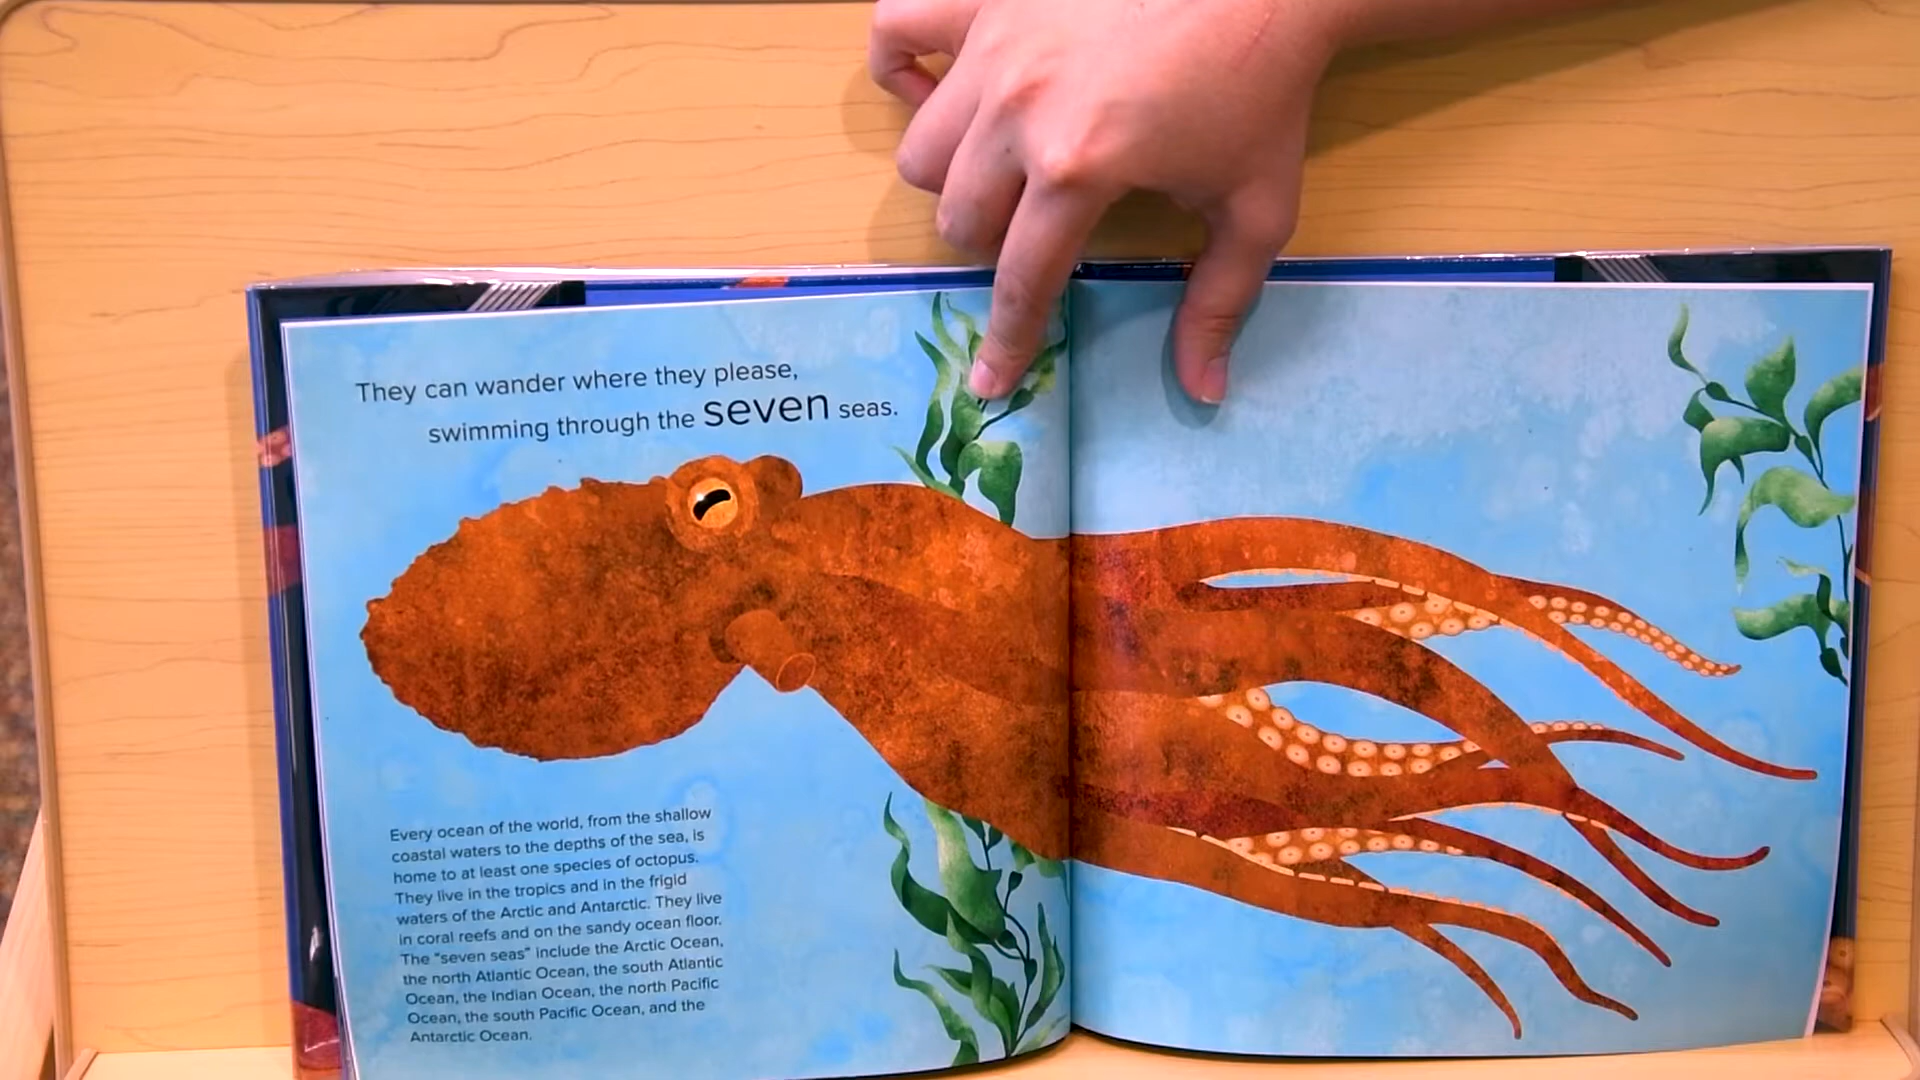 They can wander where they please,
swimming through the seven seas.
Every ocean of the world, from the shallow
coastal waters to the depths of the sea, is
home to at least one species of octopus.
They live in the tropics and in the frigid
waters of the Arctic and Antarctic. They live
in coral reefs and on the sandy ocean floor.
The "seven seas" include the Arctic Ocean,
the north Atlantic Ocean, the south Atlantic
Ocean, the Indian Ocean, the north Pacific
Ocean, the south Pacific Ocean, and the
Antarctic Ocean.